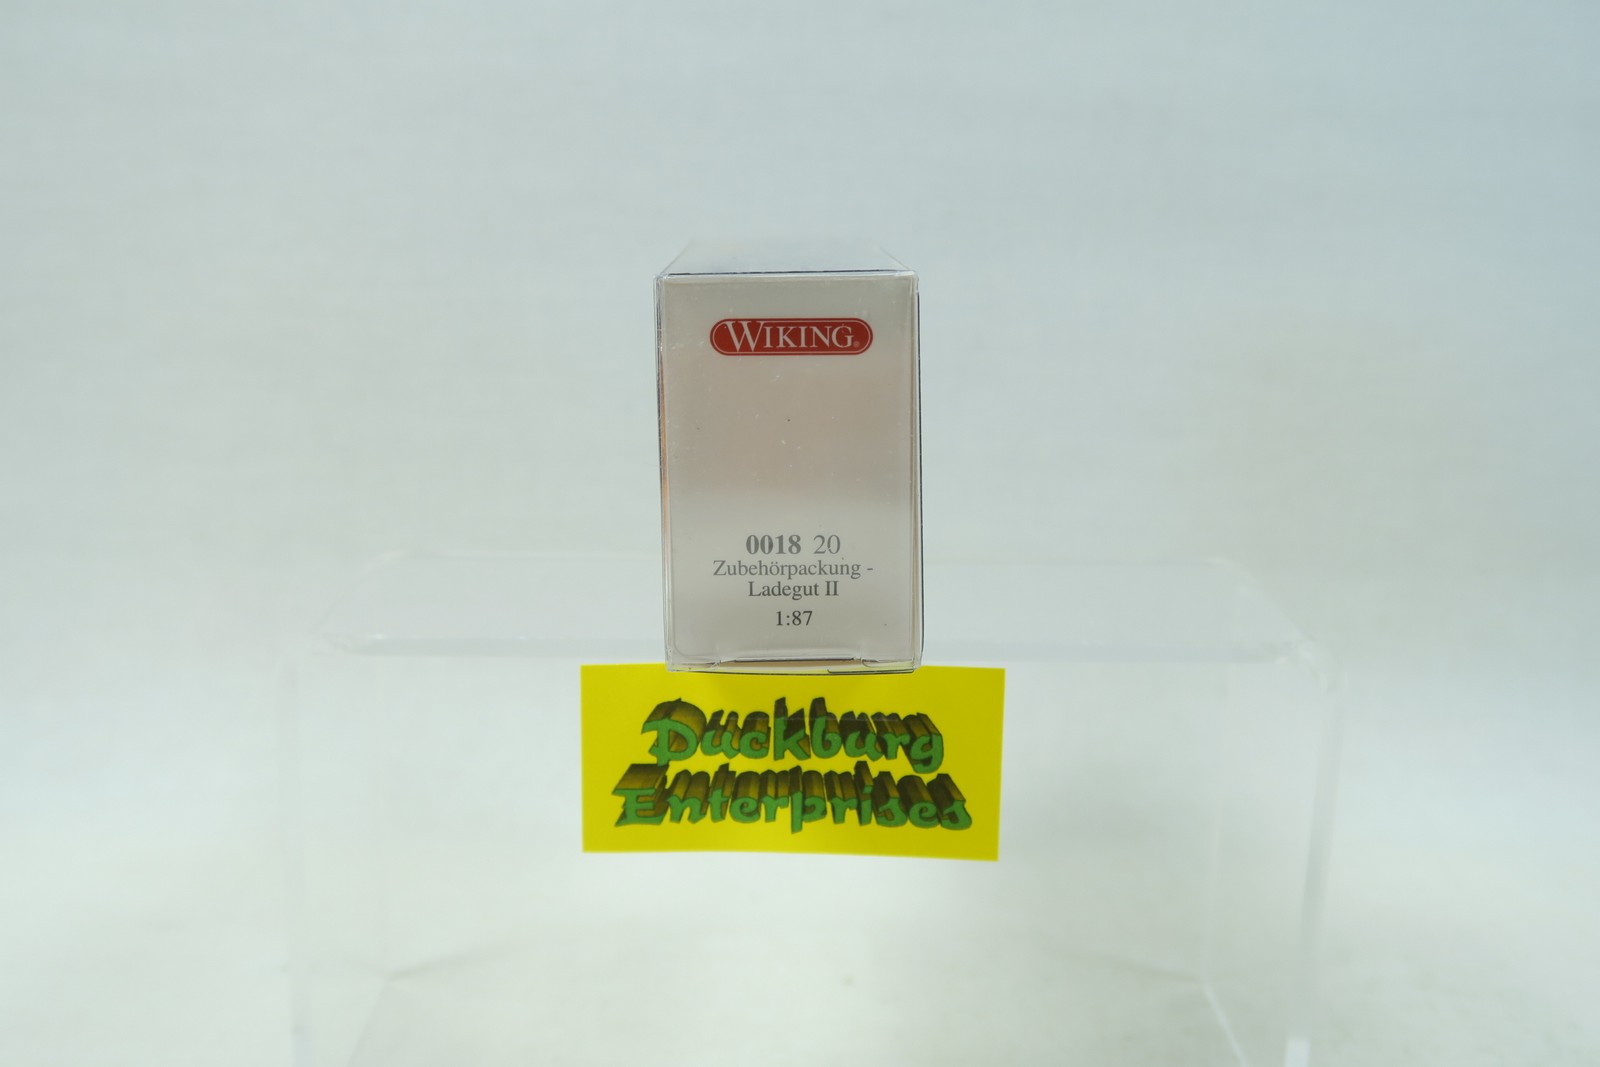 WIKING®
0018 20
Zubehörpackung -
Ladegut II
1:87
Duckburg
Enterprises